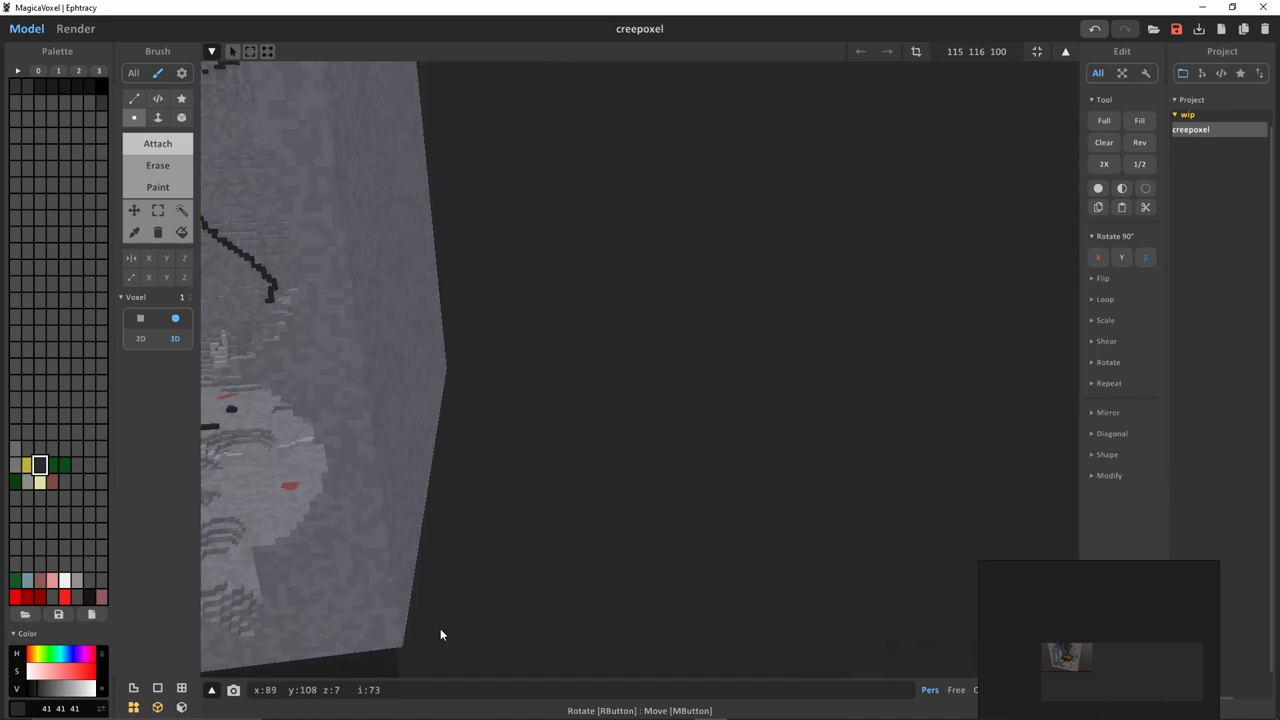 MagicaVoxel | Ephtracy
Model Render creepoxel
Palette Brush 115 116 100 Edit Project
0 1 2 3 All All
Tool Project
wip
Full Fill creepoxel
Attach Clear Rev
Erase 2X 1/2
Paint
Rotate 90°
X Y Z X Y Z
X Y Z Flip
Voxel 1 Loop
Scale
2D 3D Shear
Rotate
Repeat
Mirror
Diagonal
Shape
Modify
Color
H
S
V
41 41 41 x:89 y:108 z:7 i:73 Pers Free
Rotate [RButton] : Move [MButton]